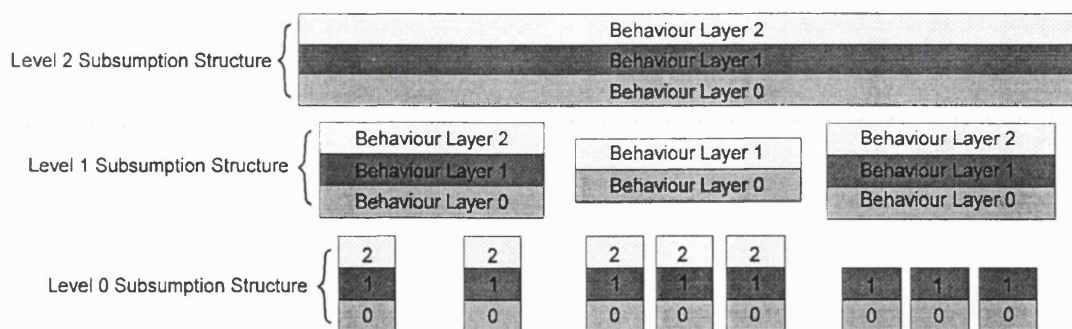 Behaviour Layer 2
Level 2 Subsumption Structure
Behaviour Layer 1
Behaviour Layer 0
Behaviour Layer 2
Behaviour Layer 2
Behaviour Layer 1
Level 1 Subsumption Structure
Behaviour Layer 1
Behaviour Layer 1
Behaviour Layer 0
Behaviour Layer 0
Behaviour Layer 0
2 2 2 2 2
Level 0 Subsumption Structure
1 1 1 1 1 1 1 1
0 0 0 0 0 0 0 0